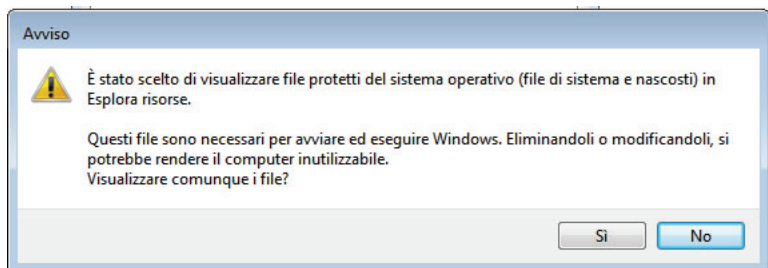 Avviso
È stato scelto di visualizzare file protetti del sistema operativo (file di sistema e nascosti) in
Esplora risorse.
Questi file sono necessari per avviare ed eseguire Windows. Eliminandoli o modificandoli, si
potrebbe rendere il computer inutilizzabile.
Visualizzare comunque i file?
Sì
No